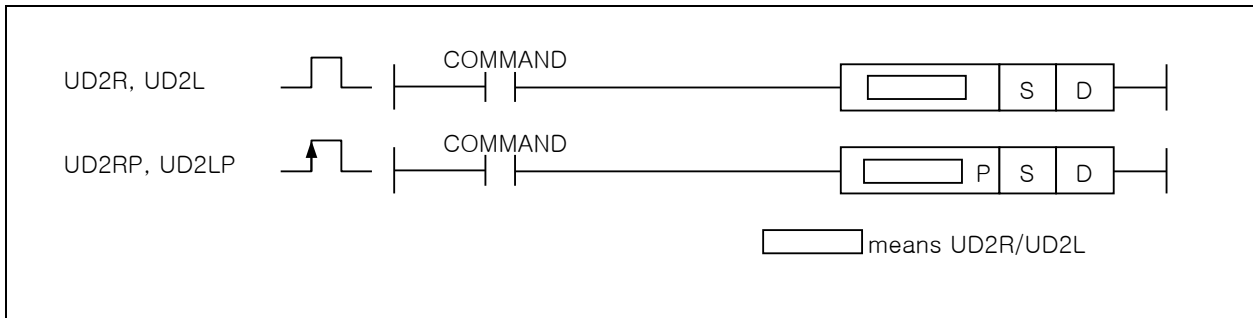 COMMAND
UD2R, UD2L S D
COMMAND
UD2RP, UD2LP P S D
means UD2R/UD2L